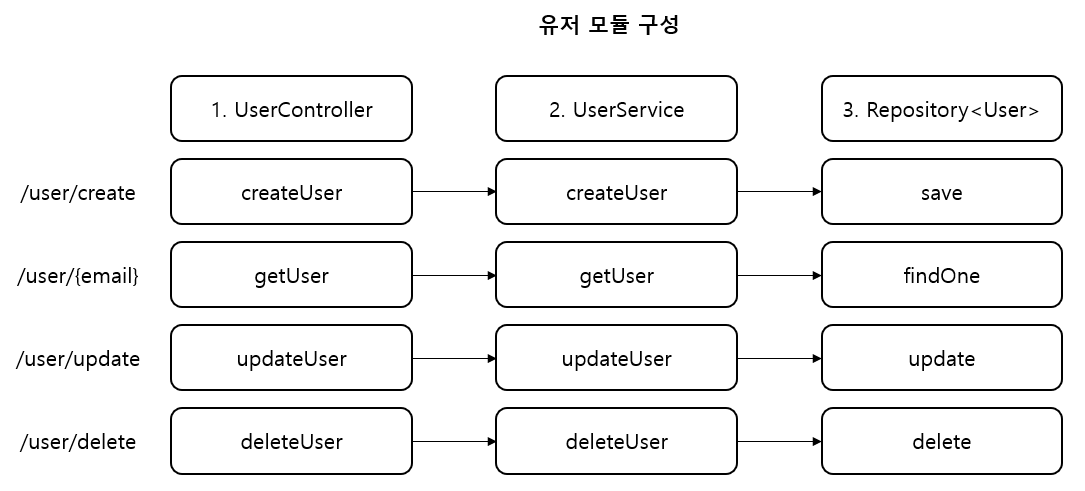 유저 모듈 구성
1. UserController
2. UserService
3. Repository<User>
/user/create
createUser
createUser
save
/user/{email}
getUser
getUser
findOne
/user/update
updateUser
updateUser
update
/user/delete
deleteUser
deleteUser
delete